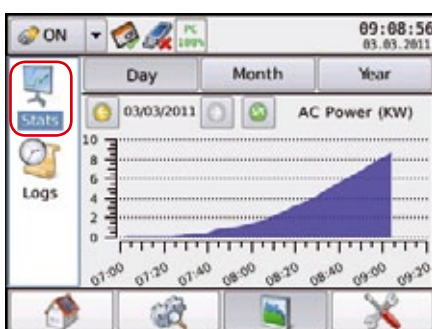 ON
PC
100%
09:08:56
03.03.2011
Stats
Logs
Day Month Year
03/03/2011 AC Power (KW)
10
8
6
4
2
0
07:00 07:20 07:40 08:00 08:20 08:40 09:00 09:20